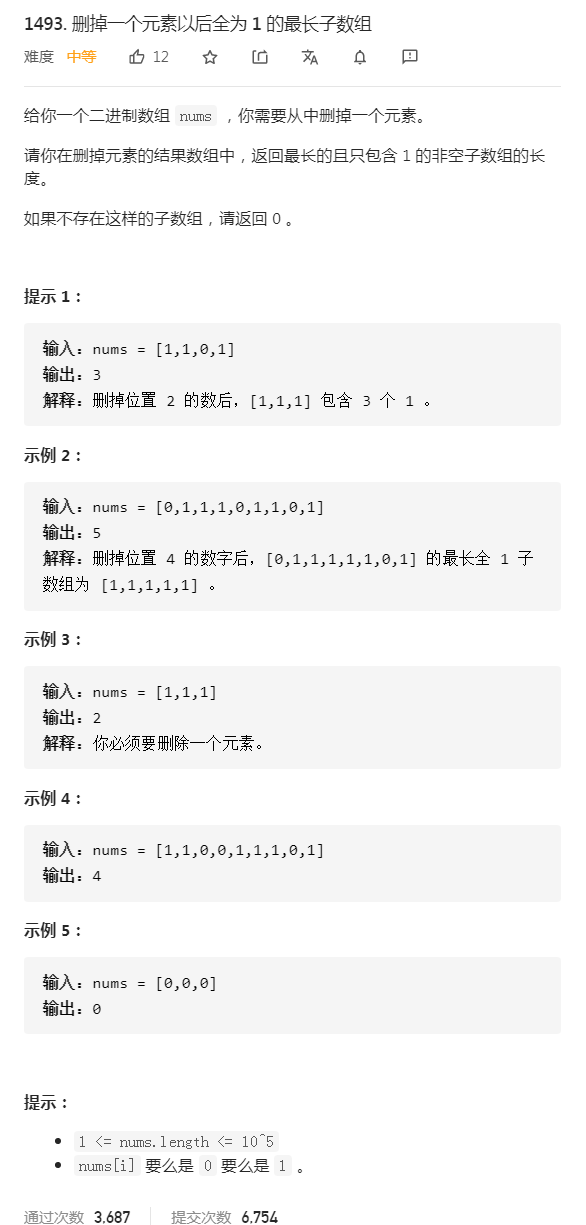 1493. 删掉一个元素以后全为 1 的最长子数组
难度 中等 12
给你一个二进制数组 nums ，你需要从中删掉一个元素。
请你在删掉元素的结果数组中，返回最长的且只包含 1 的非空子数组的长
度。
如果不存在这样的子数组，请返回 0 。
提示 1：
输入：nums = [1,1,0,1]
输出：3
解释：删掉位置 2 的数后，[1,1,1] 包含 3 个 1 。
示例 2：
输入：nums = [0,1,1,1,0,1,1,0,1]
输出：5
解释：删掉位置 4 的数字后，[0,1,1,1,1,1,0,1] 的最长全 1 子
数组为 [1,1,1,1,1] 。
示例 3：
输入：nums = [1,1,1]
输出：2
解释：你必须要删除一个元素。
示例 4：
输入：nums = [1,1,0,0,1,1,1,0,1]
输出：4
示例 5：
输入：nums = [0,0,0]
输出：0
提示：
1 <= nums.length <= 10^5
nums[i] 要么是 0 要么是 1 。
通过次数 3,687 提交次数 6,754